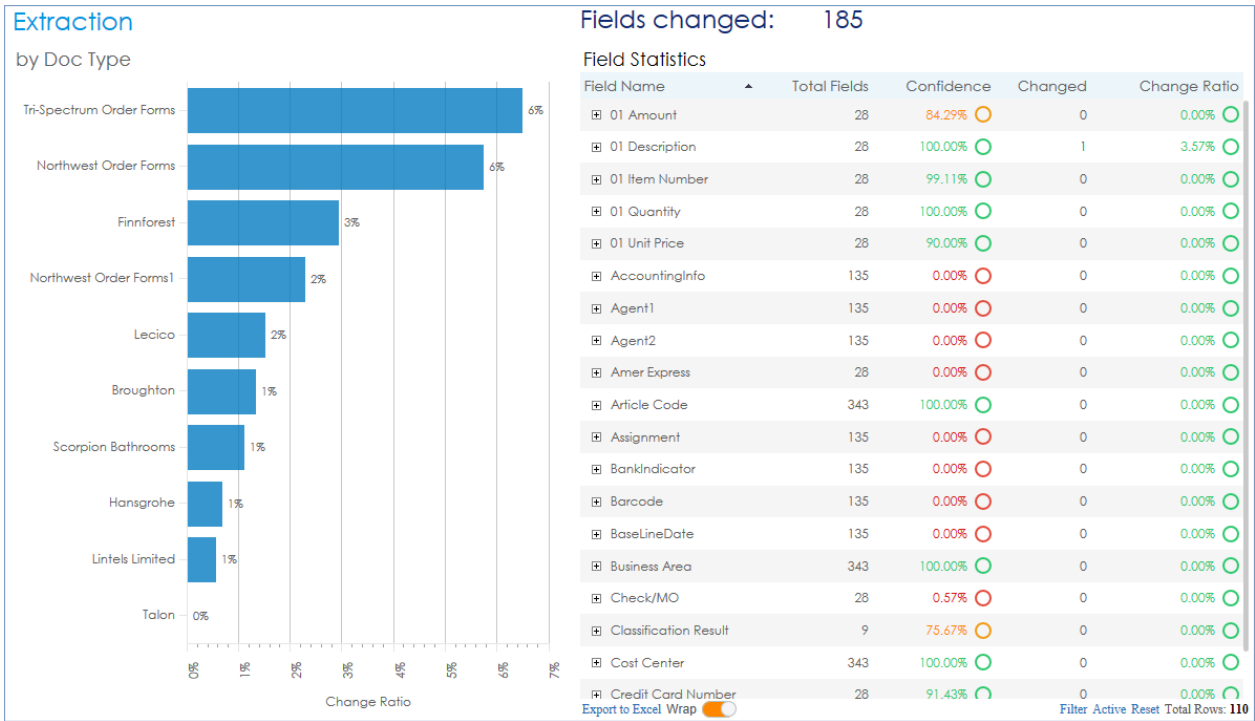 Extraction
by Doc Type
Tri-Spectrum Order Forms 6%
Northwest Order Forms 6%
Finnforest 3%
Northwest Order Forms1 2%
Lecico 2%
Broughton 1%
Scorpion Bathrooms 1%
Hansgrohe 1%
Lintels Limited 1%
Talon 0%
0% 1% 2% 3% 4% 5% 6% 7%
Change Ratio
Fields changed: 185
Field Statistics
Field Name Total Fields Confidence Changed Change Ratio
01 Amount 28 84.29% 0 0.00%
01 Description 28 100.00% 1 3.57%
01 Item Number 28 99.11% 0 0.00%
01 Quantity 28 100.00% 0 0.00%
01 Unit Price 28 90.00% 0 0.00%
AccountingInfo 135 0.00% 0 0.00%
Agent1 135 0.00% 0 0.00%
Agent2 135 0.00% 0 0.00%
Amer Express 28 0.00% 0 0.00%
Article Code 343 100.00% 0 0.00%
Assignment 135 0.00% 0 0.00%
BankIndicator 135 0.00% 0 0.00%
Barcode 135 0.00% 0 0.00%
BaseLineDate 135 0.00% 0 0.00%
Business Area 343 100.00% 0 0.00%
Check/MO 28 0.57% 0 0.00%
Classification Result 9 75.67% 0 0.00%
Cost Center 343 100.00% 0 0.00%
Credit Card Number 28 91.43% 0 0.00%
Export to Excel Wrap Filter Active Reset Total Rows: 110